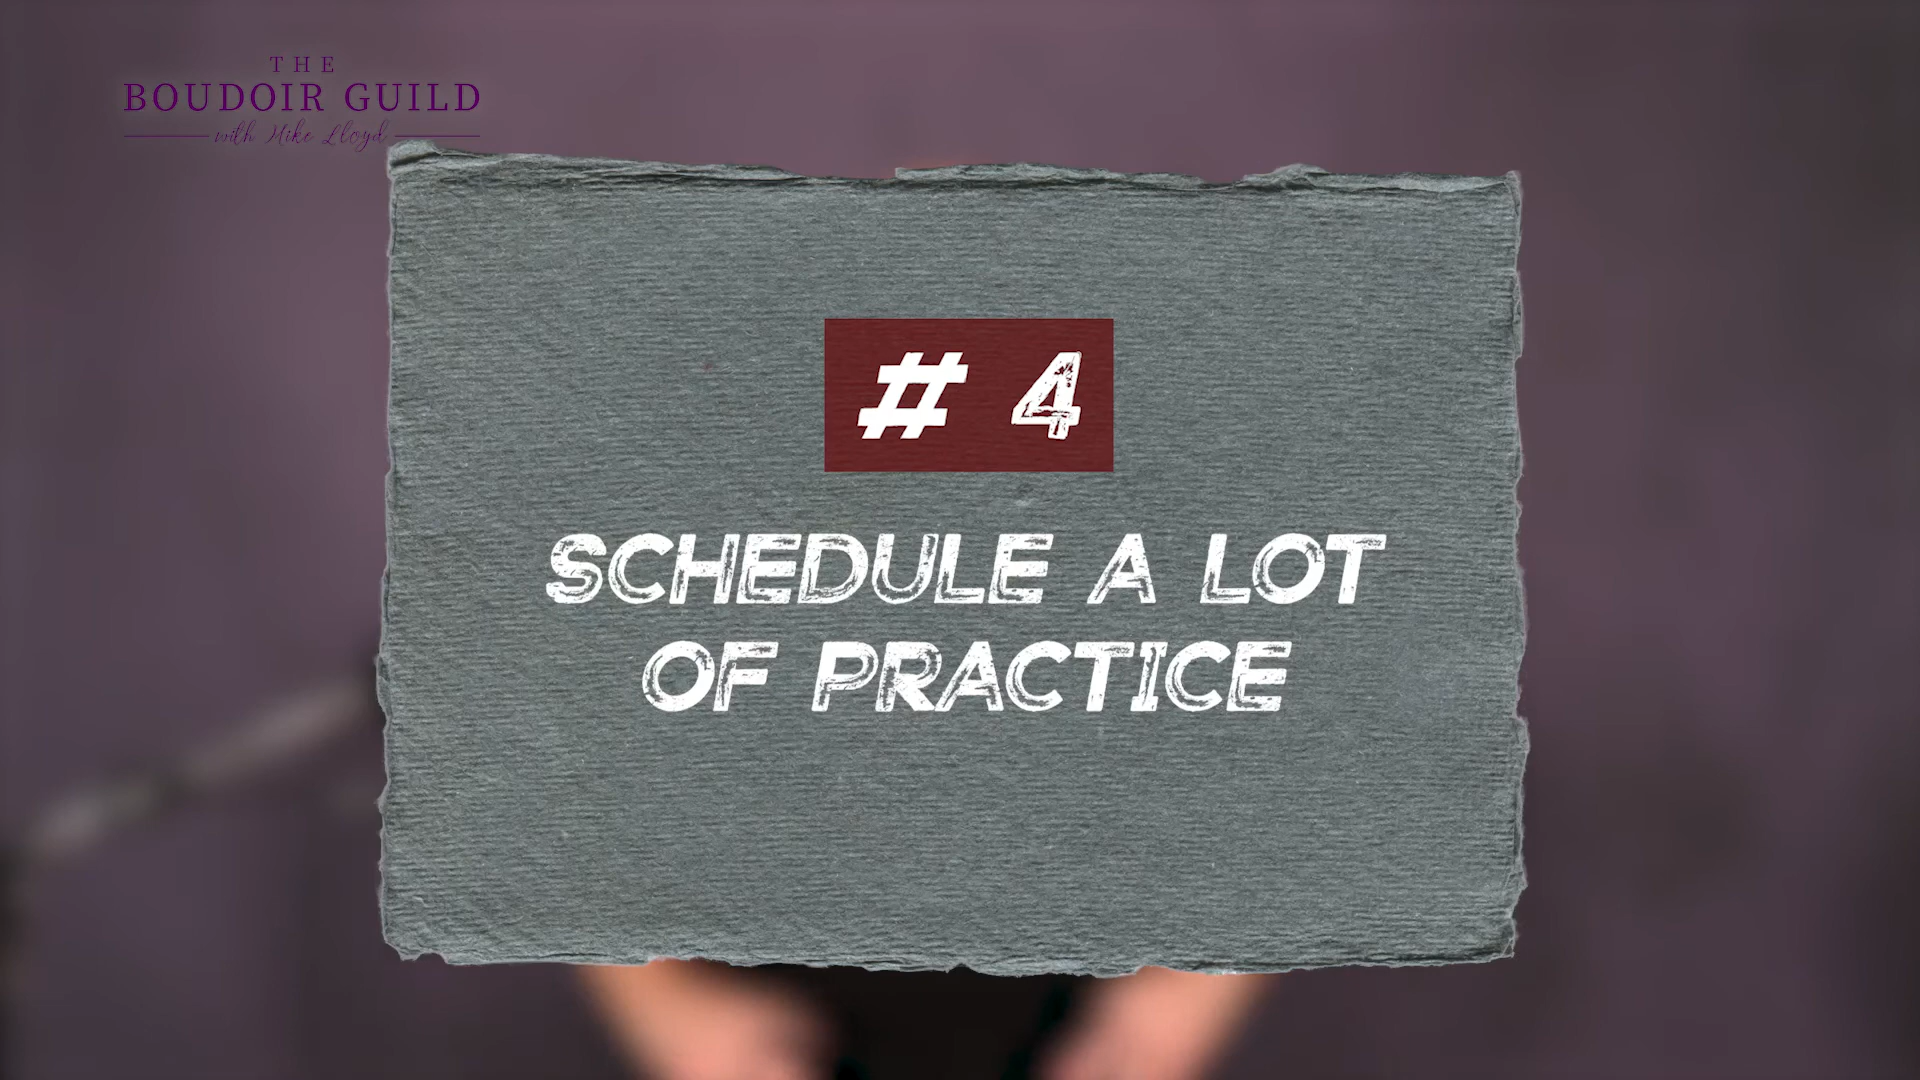 THE
BOUDOIR GUILD
with Mike Lloyd
# 4
SCHEDULE A LOT
OF PRACTICE